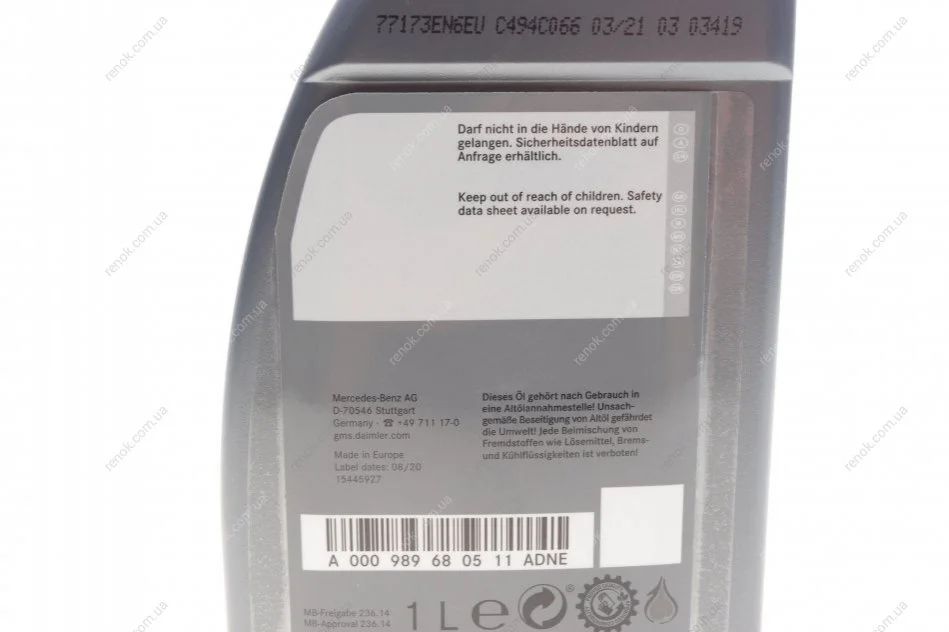 77173EN6EU C494C066 03/21 03 03419
Darf nicht in die Hände von Kindern
gelangen. Sicherheitsdatenblatt auf
Anfrage erhältlich.
Keep out of reach of children. Safety
data sheet available on request.
Mercedes-Benz AG
D-70546 Stuttgart
Germany · ☎ +49 711 17-0
gms.daimler.com
Made in Europe
Label dates: 08/20
15445927
Dieses Öl gehört nach Gebrauch in
eine Altölannahmestelle! Unsach-
gemäße Beseitigung von Altöl gefährdet
die Umwelt! Jede Beimischung von
Fremdstoffen wie Lösemittel, Brems-
und Kühlflüssigkeiten ist verboten!
A 000 989 68 05 11 ADNE
MB-Freigabe 236.14
MB-Approval 236.14
1 L e
renok.com.ua